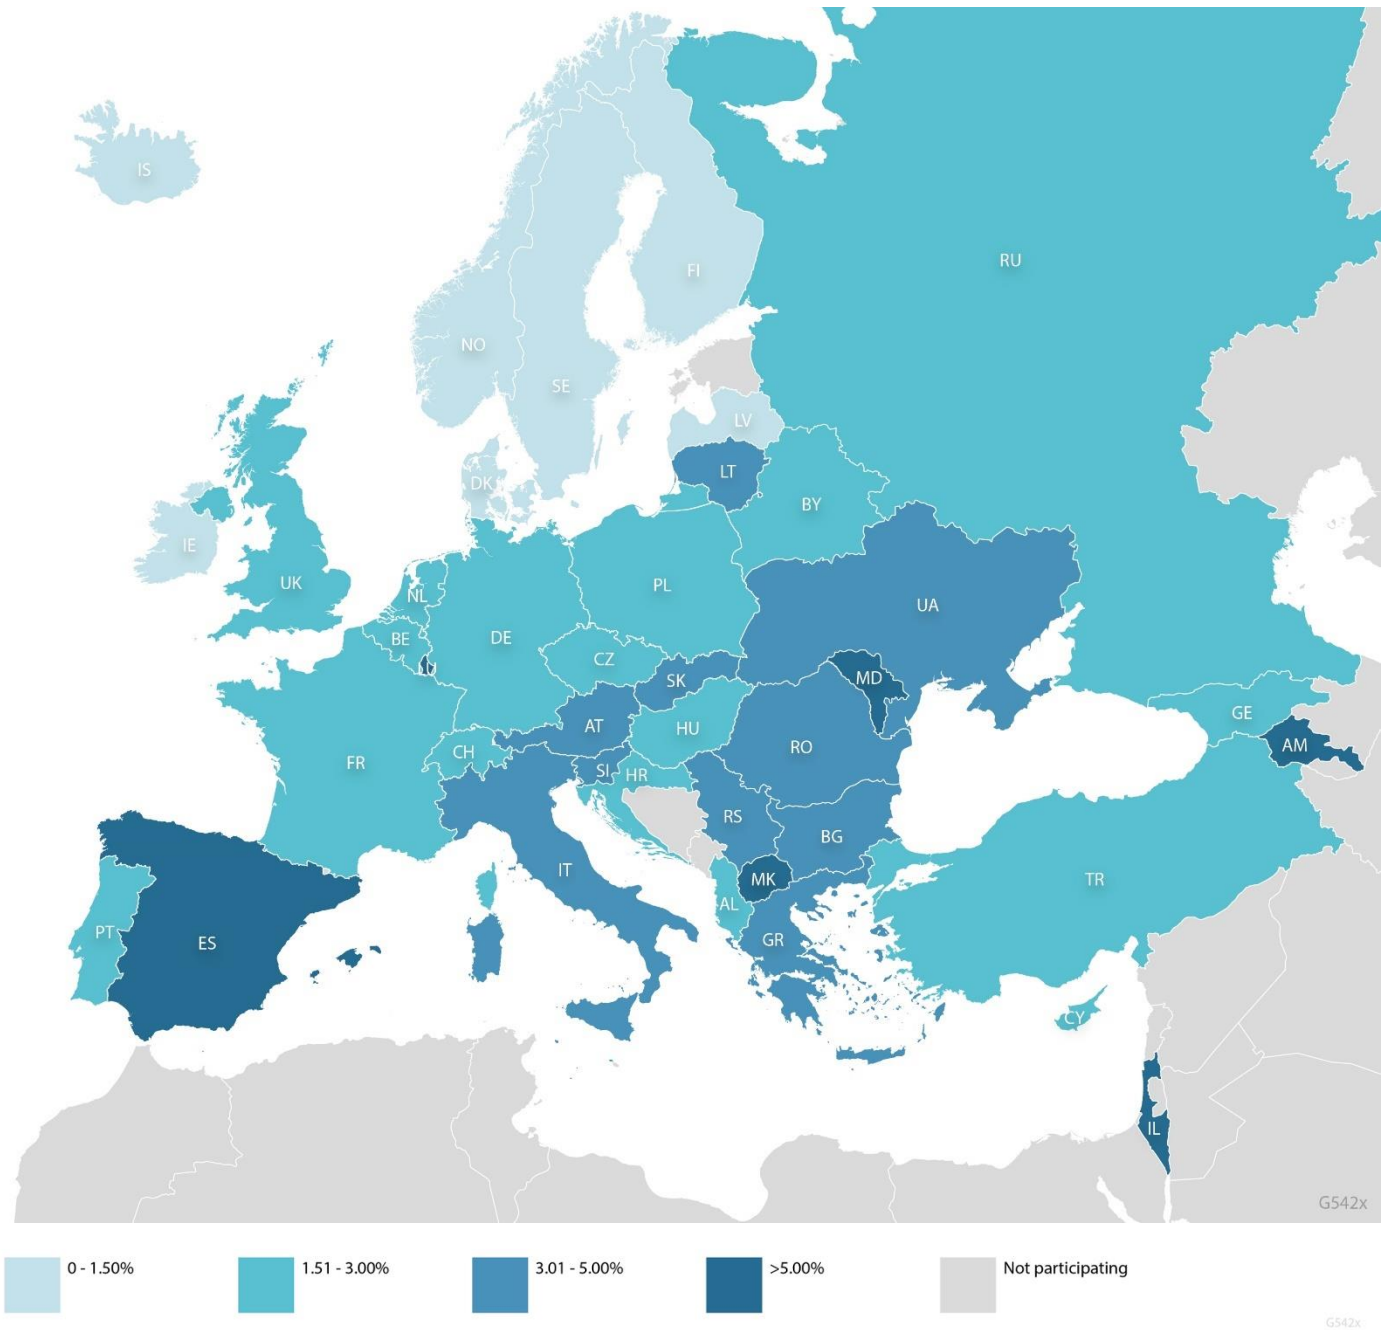 IS
RU
FI
NO
SE
LV
LT
DK
BY
IE
UK
NL
PL
UA
BE
DE
CZ
LU
SK
MD
AT
HU
RO
GE
CH
FR
SI
HR
AM
RS
BG
IT
MK
TR
AL
PT
ES
GR
CY
IL
G542x
0 - 1.50%
1.51 - 3.00%
3.01 - 5.00%
>5.00%
Not participating
G542x